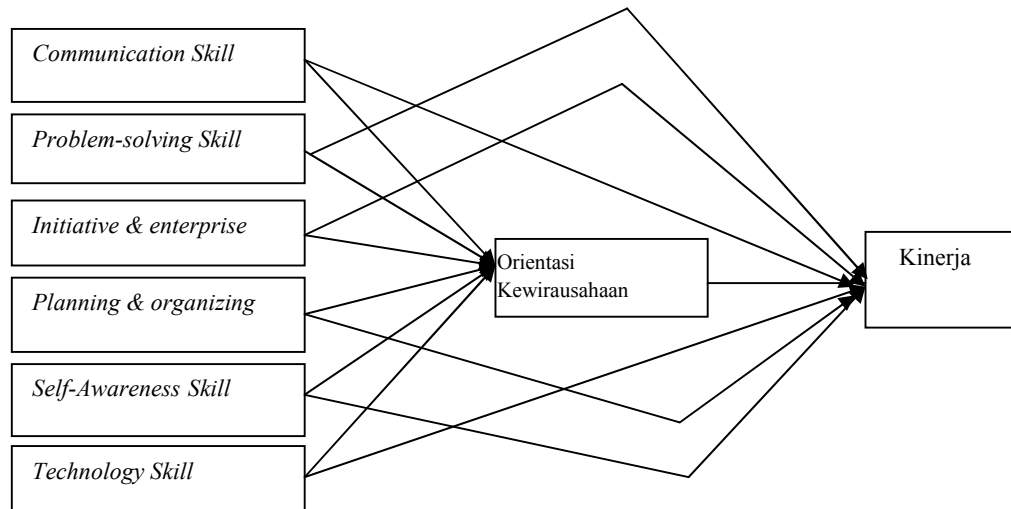 Communication Skill
Problem-solving Skill
Initiative & enterprise
Planning & organizing
Self-Awareness Skill
Technology Skill
Orientasi
Kewirausahaan
Kinerja